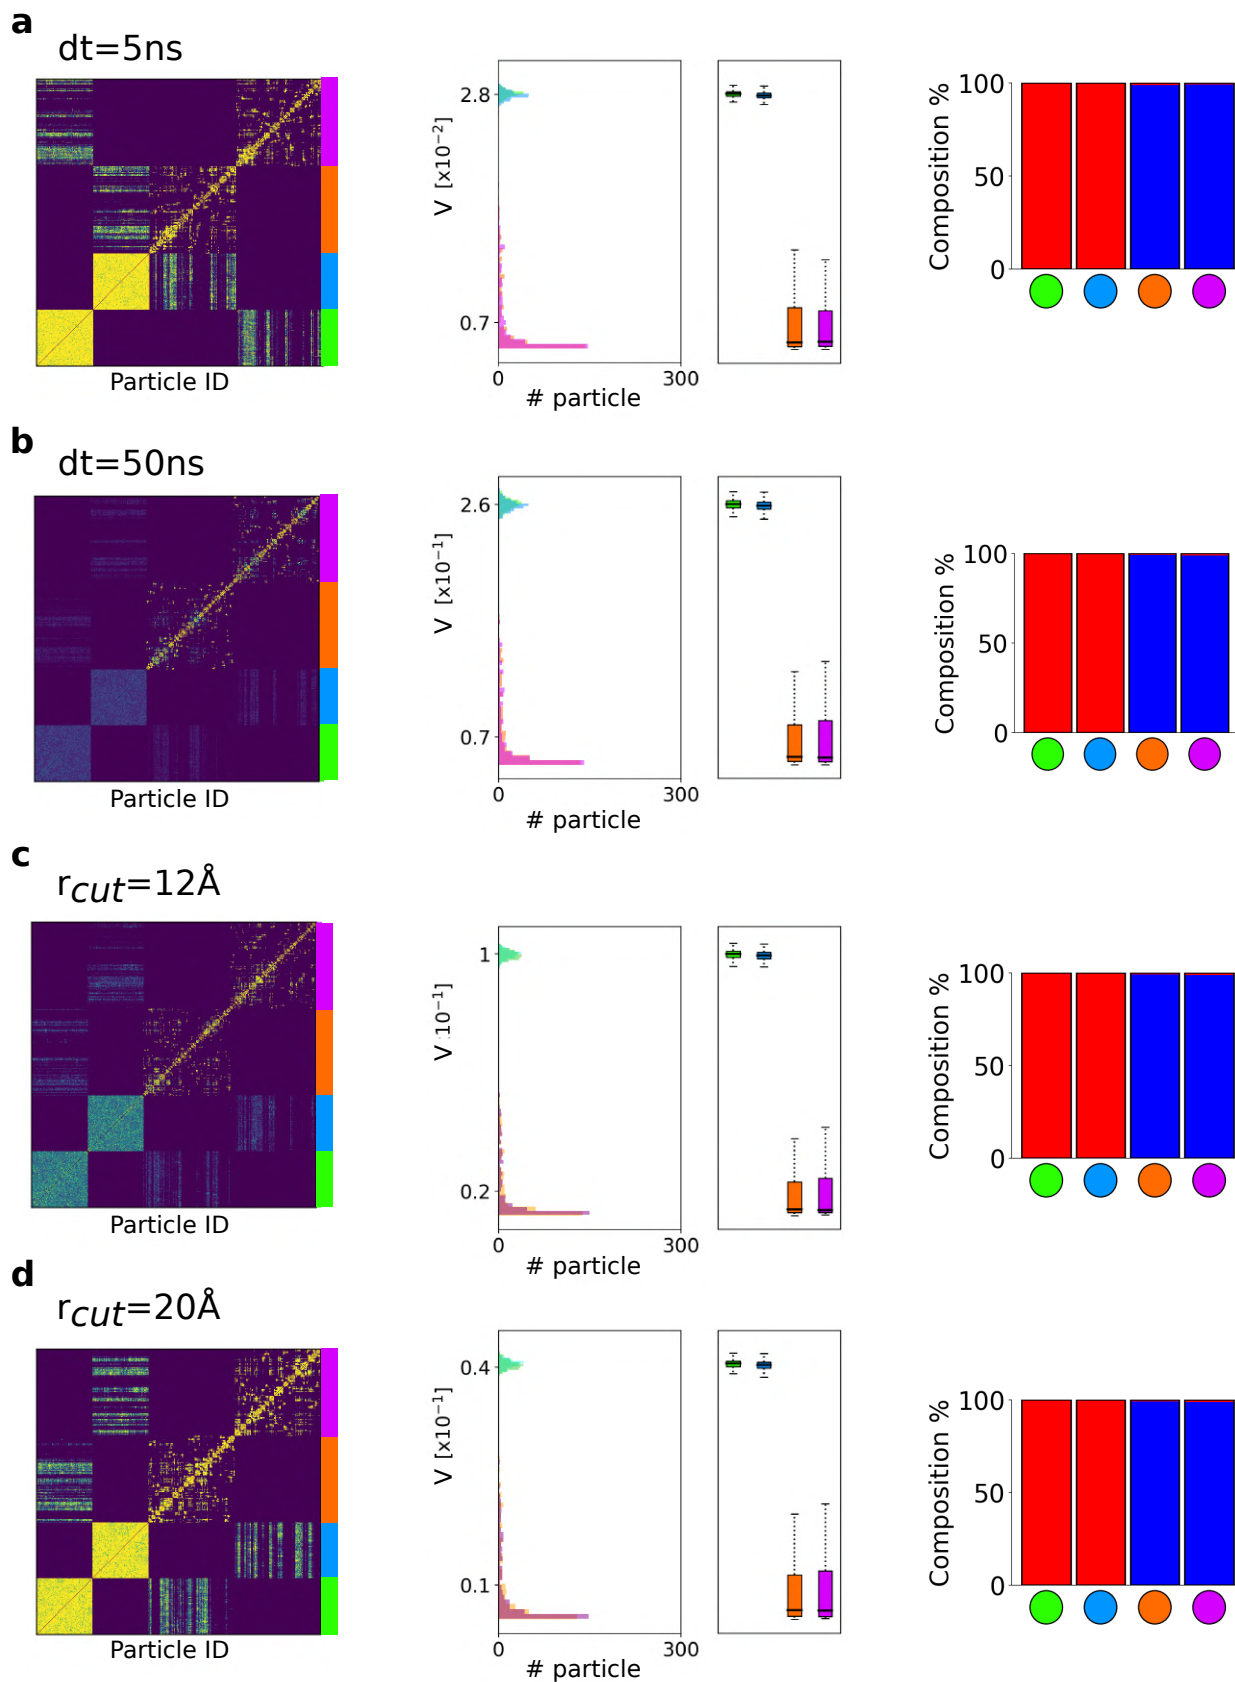 a
dt=5ns
Particle ID
V [x10⁻²]
2.8
0.7
0
300
# particle
Composition %
100
50
0
b
dt=50ns
Particle ID
V [x10⁻¹]
2.6
0.7
0
300
# particle
Composition %
100
50
0
c
r_cut=12Å
Particle ID
V :10⁻¹]
1
0.2
0
300
# particle
Composition %
100
50
0
d
r_cut=20Å
Particle ID
V [x10⁻¹]
0.4
0.1
0
300
# particle
Composition %
100
50
0